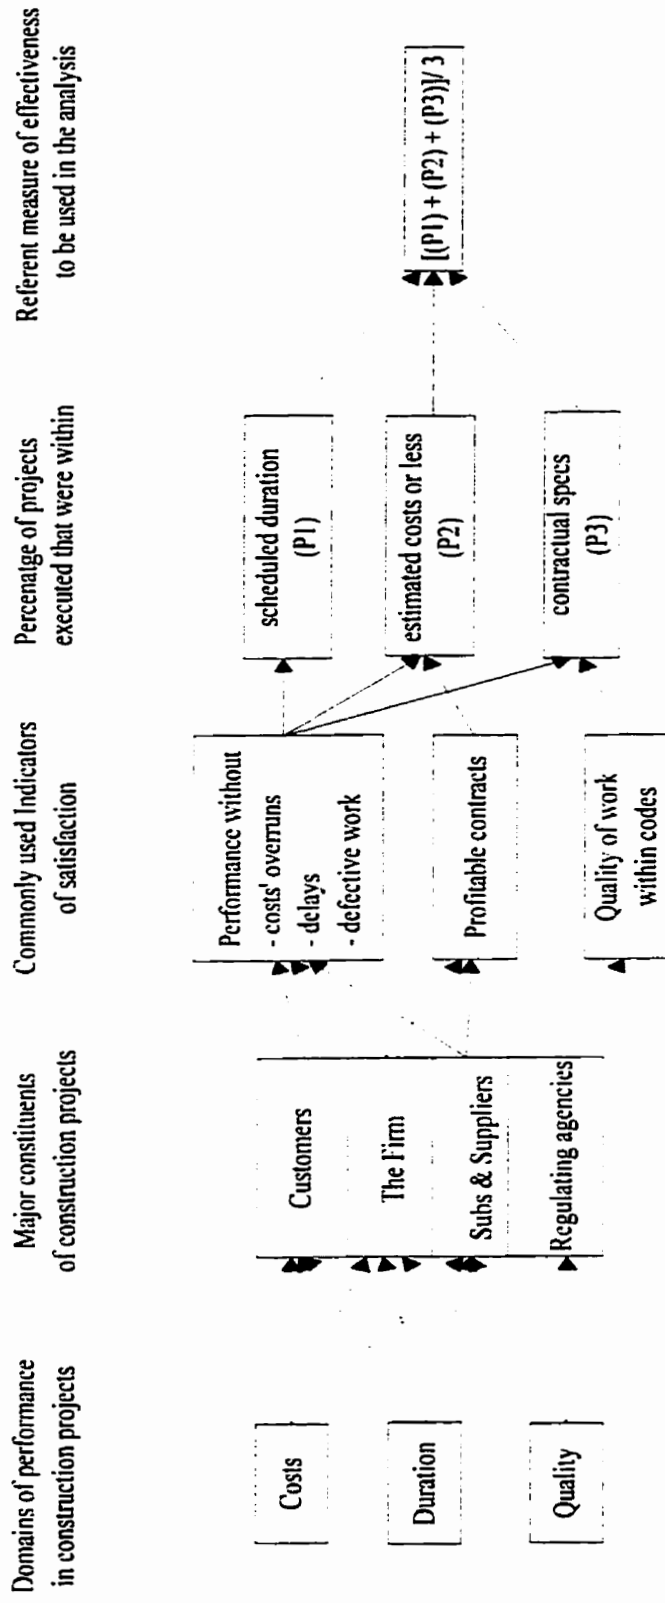 Domains of performance
in construction projects
Major constituents
of construction projects
Commonly used Indicators
of satisfaction
Percenatge of projects
executed that were within
Referent measure of effectiveness
to be used in the analysis
Costs
Duration
Quality
Customers
The Firm
Subs & Suppliers
Regulating agencies
Performance without
- costs' overruns
- delays
- defective work
Profitable contracts
Quality of work
within codes
scheduled duration
(P1)
estimated costs or less
(P2)
contractual specs
(P3)
[(P1) + (P2) + (P3)]/3